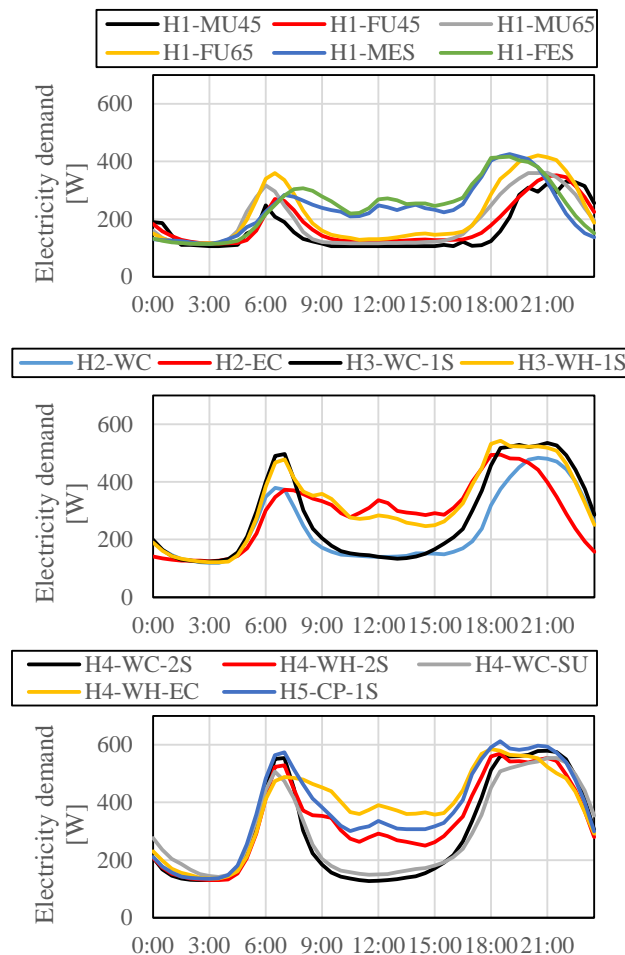 H1-MU45 H1-FU45 H1-MU65
H1-FU65 H1-MES H1-FES
Electricity demand
[W]
600
400
200
0
0:00 3:00 6:00 9:00 12:00 15:00 18:00 21:00
H2-WC H2-EC H3-WC-1S H3-WH-1S
Electricity demand
[W]
600
400
200
0
0:00 3:00 6:00 9:00 12:00 15:00 18:00 21:00
H4-WC-2S H4-WH-2S H4-WC-SU
H4-WH-EC H5-CP-1S
Electricity demand
[W]
600
400
200
0
0:00 3:00 6:00 9:00 12:00 15:00 18:00 21:00